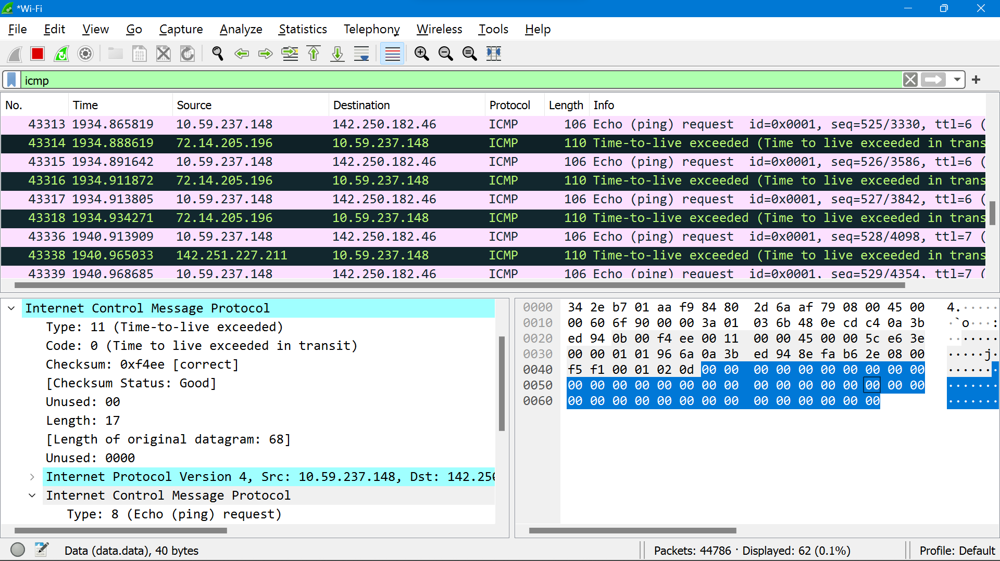 *Wi-Fi
File Edit View Go Capture Analyze Statistics Telephony Wireless Tools Help
icmp
No. Time Source Destination Protocol Length Info
43313 1934.865819 10.59.237.148 142.250.182.46 ICMP 106 Echo (ping) request id=0x0001, seq=525/3330, ttl=6 (
43314 1934.888619 72.14.205.196 10.59.237.148 ICMP 110 Time-to-live exceeded (Time to live exceeded in trans
43315 1934.891642 10.59.237.148 142.250.182.46 ICMP 106 Echo (ping) request id=0x0001, seq=526/3586, ttl=6 (
43316 1934.911872 72.14.205.196 10.59.237.148 ICMP 110 Time-to-live exceeded (Time to live exceeded in trans
43317 1934.913805 10.59.237.148 142.250.182.46 ICMP 106 Echo (ping) request id=0x0001, seq=527/3842, ttl=6 (
43318 1934.934271 72.14.205.196 10.59.237.148 ICMP 110 Time-to-live exceeded (Time to live exceeded in trans
43336 1940.913909 10.59.237.148 142.250.182.46 ICMP 106 Echo (ping) request id=0x0001, seq=528/4098, ttl=7 (
43338 1940.965033 142.251.227.211 10.59.237.148 ICMP 110 Time-to-live exceeded (Time to live exceeded in trans
43339 1940.968685 10.59.237.148 142.250.182.46 ICMP 106 Echo (ping) request id=0x0001, seq=529/4354, ttl=7 (
Internet Control Message Protocol
Type: 11 (Time-to-live exceeded)
Code: 0 (Time to live exceeded in transit)
Checksum: 0xf4ee [correct]
[Checksum Status: Good]
Unused: 00
Length: 17
[Length of original datagram: 68]
Unused: 0000
Internet Protocol Version 4, Src: 10.59.237.148, Dst: 142.250
Internet Control Message Protocol
Type: 8 (Echo (ping) request)
0000 34 2e b7 01 aa f9 84 80 2d 6a af 79 08 00 45 00 4.·····
0010 00 60 6f 90 00 00 3a 01 03 6b 48 0e cd c4 0a 3b ·`o···:
0020 ed 94 0b 00 f4 ee 00 11 00 00 45 00 00 5c e6 3e ·······
0030 00 00 01 01 96 6a 0a 3b ed 94 8e fa b6 2e 08 00 ·····j·
0040 f5 f1 00 01 02 0d 00 00 00 00 00 00 00 00 00 00 ·······
0050 00 00 00 00 00 00 00 00 00 00 00 00 00 00 00 00 ·······
0060 00 00 00 00 00 00 00 00 00 00 00 00 00 00 ·······
Data (data.data), 40 bytes
Packets: 44786 · Displayed: 62 (0.1%)
Profile: Default